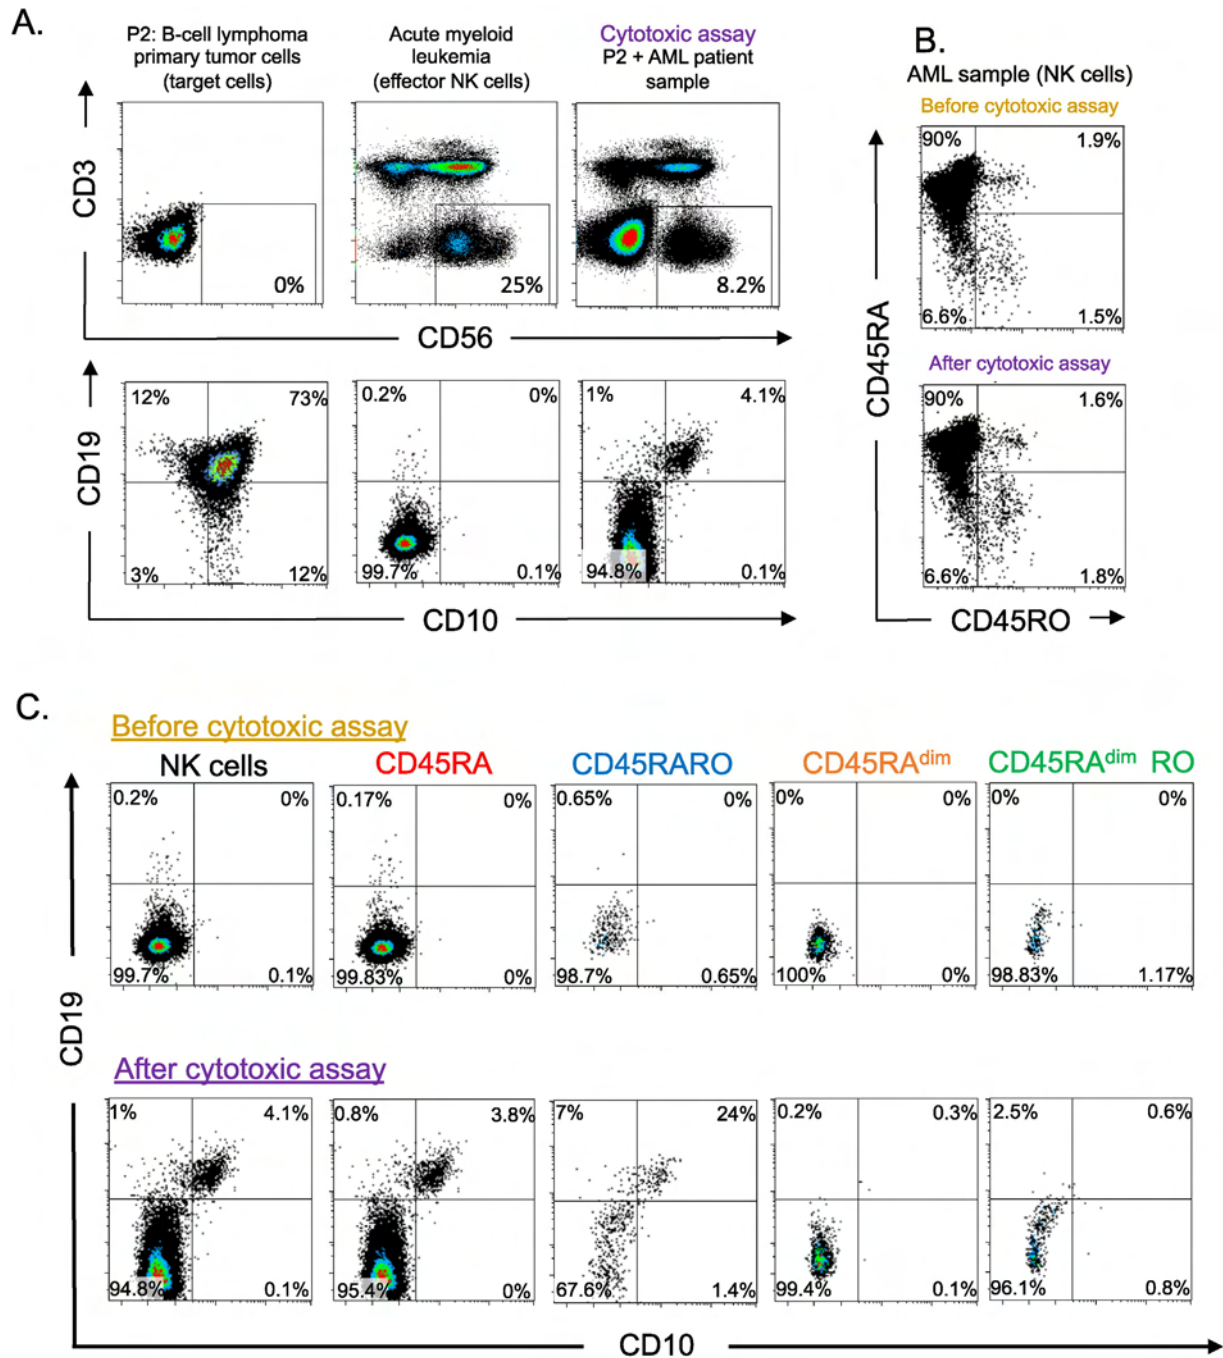 A.
P2: B-cell lymphoma
primary tumor cells
(target cells)
Acute myeloid
leukemia
(effector NK cells)
Cytotoxic assay
P2 + AML patient
sample
CD3
0%
25%
8.2%
CD56
CD19
12%
73%
3%
12%
0.2%
0%
99.7%
0.1%
1%
4.1%
94.8%
0.1%
CD10
B.
AML sample (NK cells)
Before cytotoxic assay
90%
1.9%
6.6%
1.5%
After cytotoxic assay
90%
1.6%
6.6%
1.8%
CD45RA
CD45RO
C.
Before cytotoxic assay
NK cells
CD45RA
CD45RARO
CD45RAdim
CD45RAdim RO
0.2%
0%
99.7%
0.1%
0.17%
0%
99.83%
0%
0.65%
0%
98.7%
0.65%
0%
0%
100%
0%
0%
0%
98.83%
1.17%
CD19
After cytotoxic assay
1%
4.1%
94.8%
0.1%
0.8%
3.8%
95.4%
0%
7%
24%
67.6%
1.4%
0.2%
0.3%
99.4%
0.1%
2.5%
0.6%
96.1%
0.8%
CD10